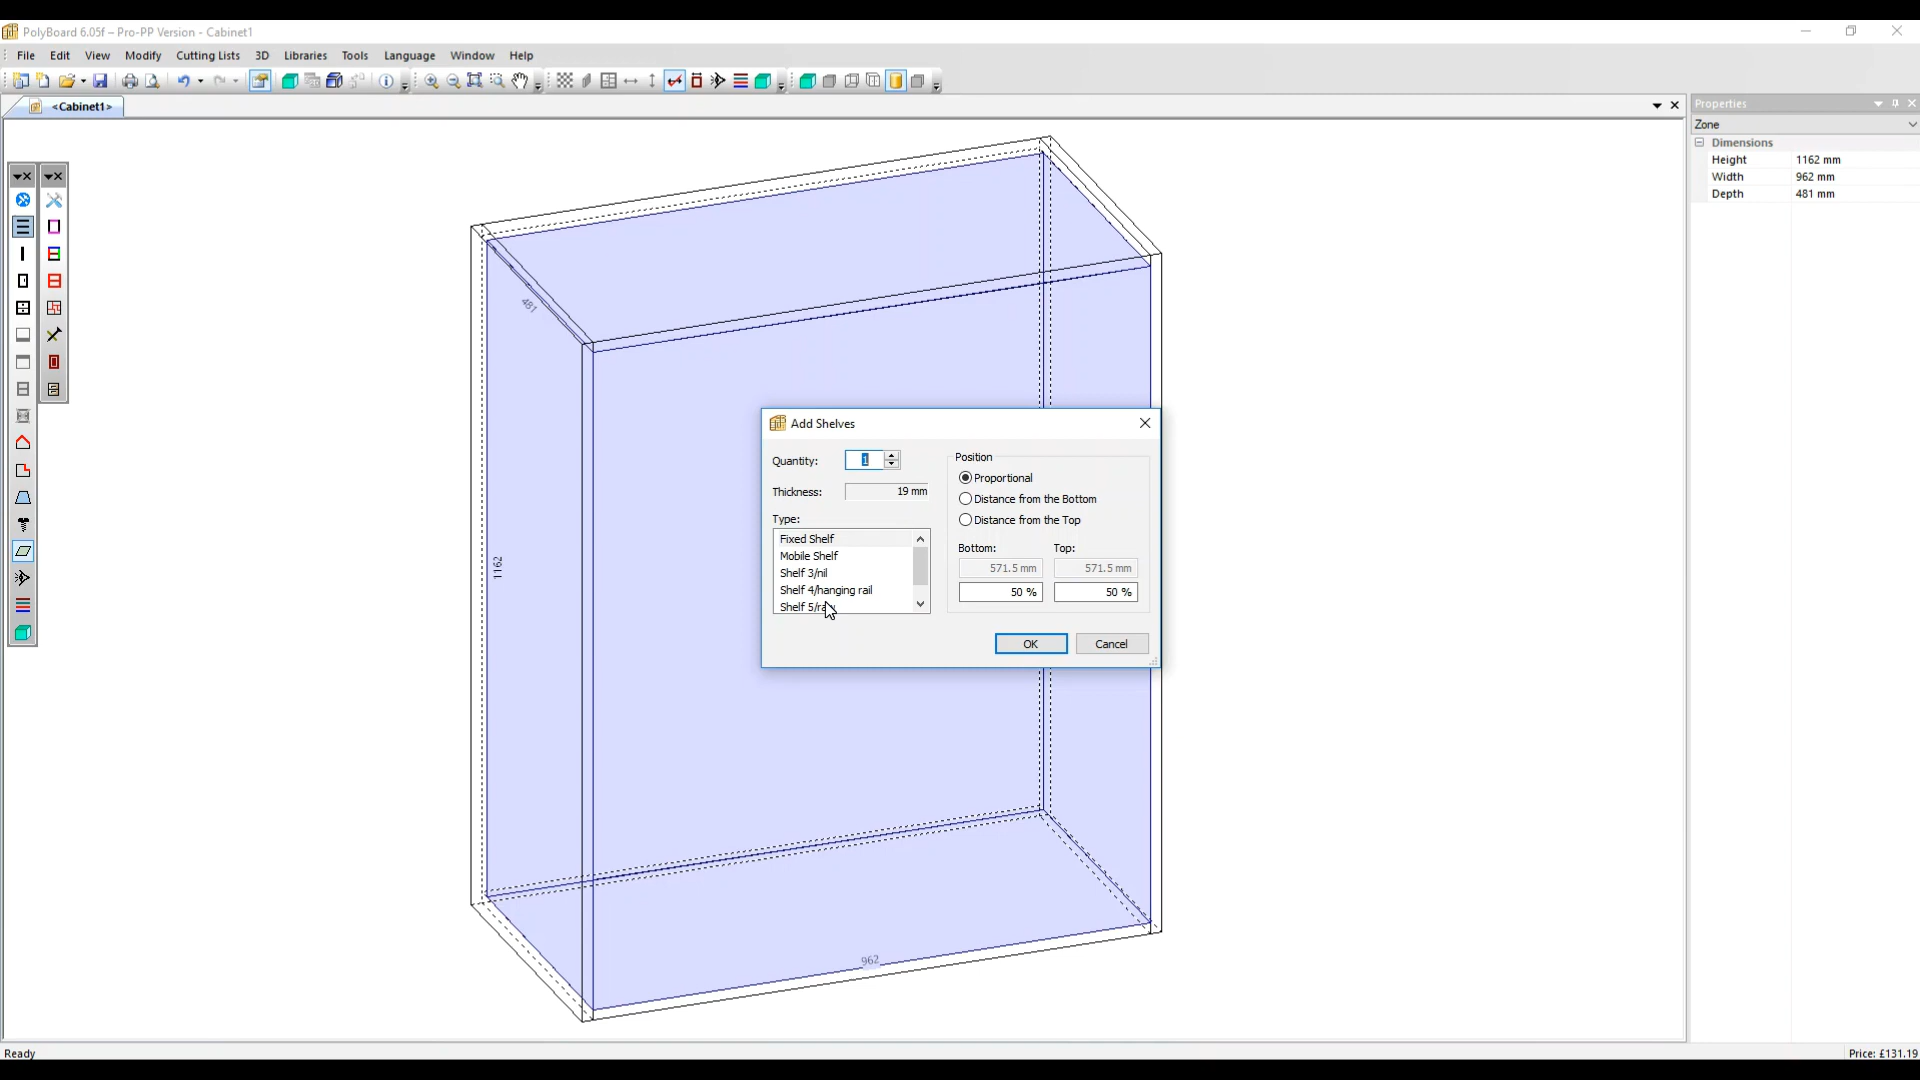 PolyBoard 6.05f – Pro-PP Version - Cabinet1
File Edit View Modify Cutting Lists 3D Libraries Tools Language Window Help
<Cabinet1>
Properties
Zone
Dimensions
Height 1162 mm
Width 962 mm
Depth 481 mm
481
1162
962
Add Shelves
Quantity: 1
Thickness: 19 mm
Type:
Fixed Shelf
Mobile Shelf
Shelf 3/nil
Shelf 4/hanging rail
Shelf
Position
Proportional
Distance from the Bottom
Distance from the Top
Bottom: Top:
571.5 mm 571.5 mm
50 % 50 %
OK Cancel
Ready
Price: £131.19